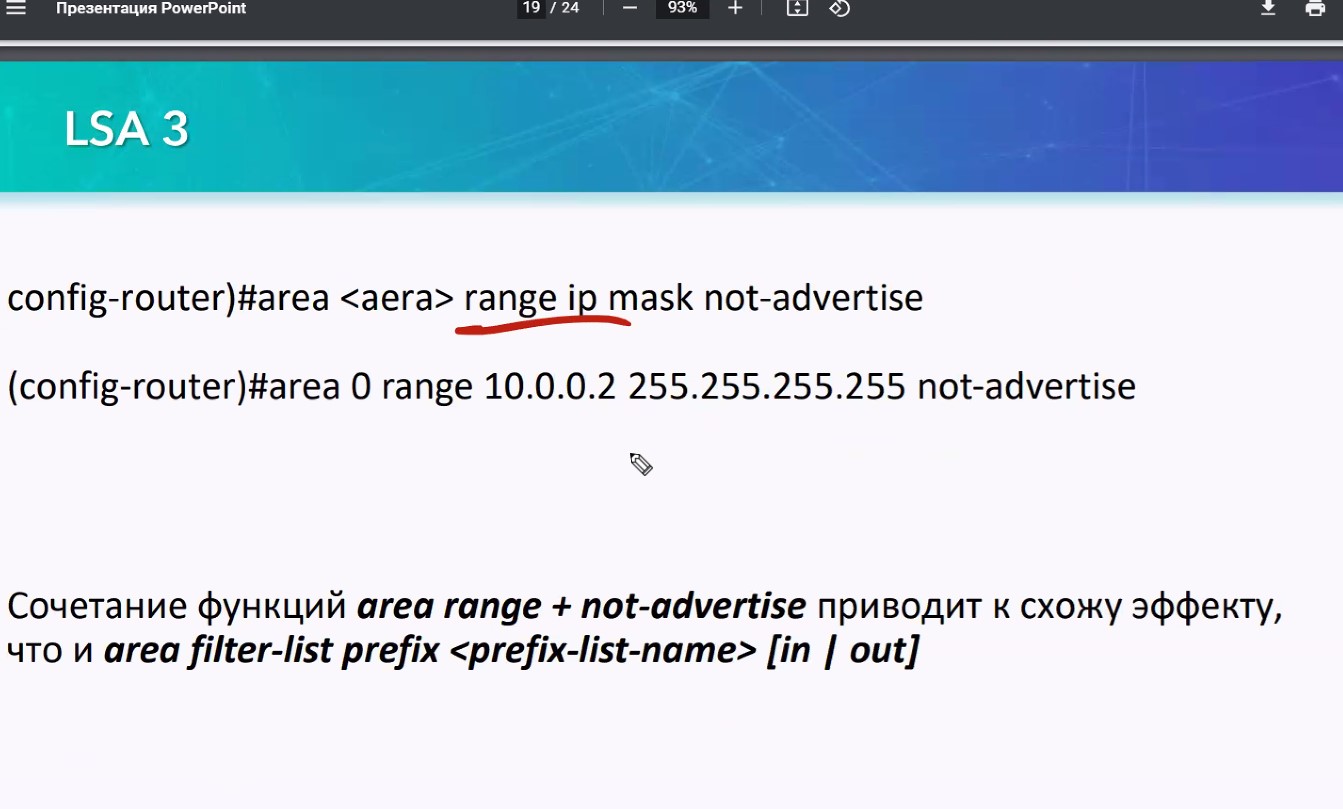 Презентация PowerPoint 19 / 24 93%
LSA 3
config-router)#area <aera> range ip mask not-advertise
(config-router)#area 0 range 10.0.0.2 255.255.255.255 not-advertise
Сочетание функций area range + not-advertise приводит к схожу эффекту,
что и area filter-list prefix <prefix-list-name> [in | out]